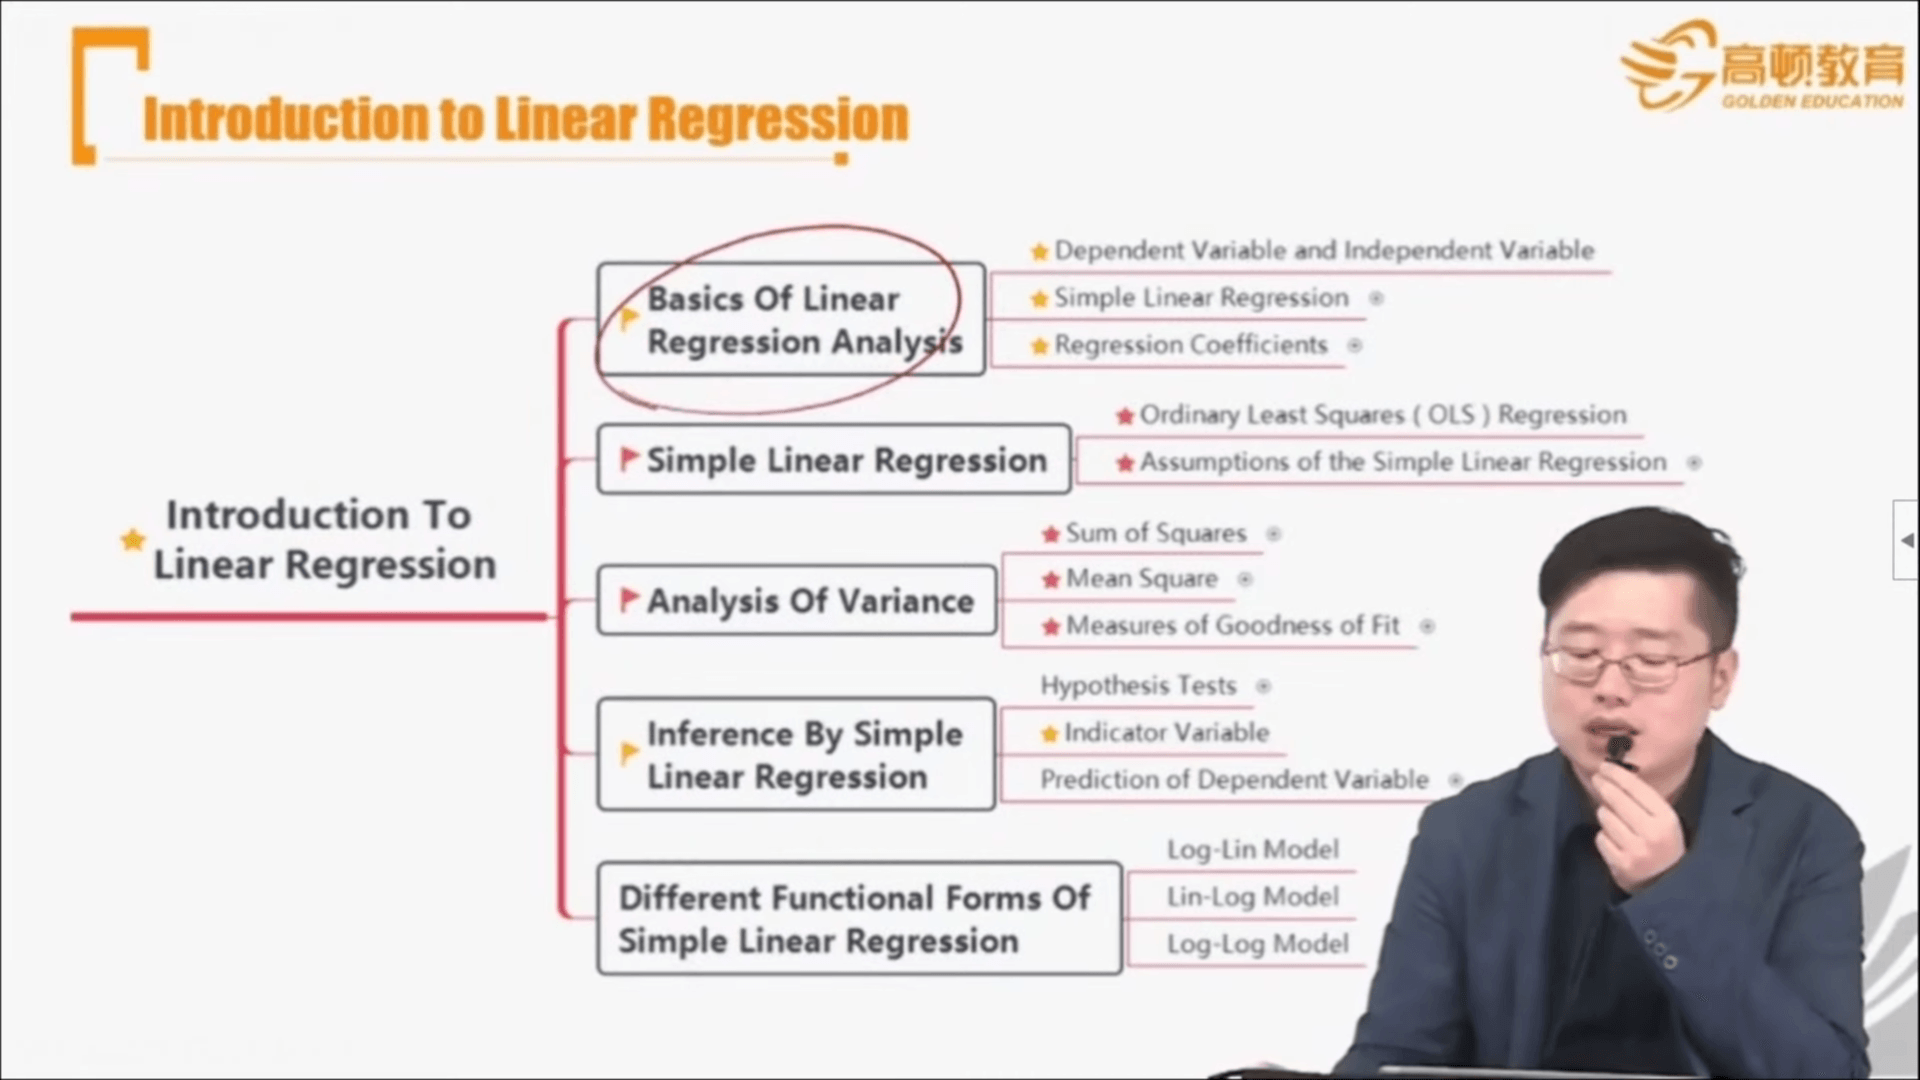 高顿教育
GOLDEN EDUCATION
Introduction to Linear Regression
Introduction To
Linear Regression
Basics Of Linear
Regression Analysis
Dependent Variable and Independent Variable
Simple Linear Regression
Regression Coefficients
Simple Linear Regression
Ordinary Least Squares ( OLS ) Regression
Assumptions of the Simple Linear Regression
Analysis Of Variance
Sum of Squares
Mean Square
Measures of Goodness of Fit
Inference By Simple
Linear Regression
Hypothesis Tests
Indicator Variable
Prediction of Dependent Variable
Different Functional Forms Of
Simple Linear Regression
Log-Lin Model
Lin-Log Model
Log-Log Model